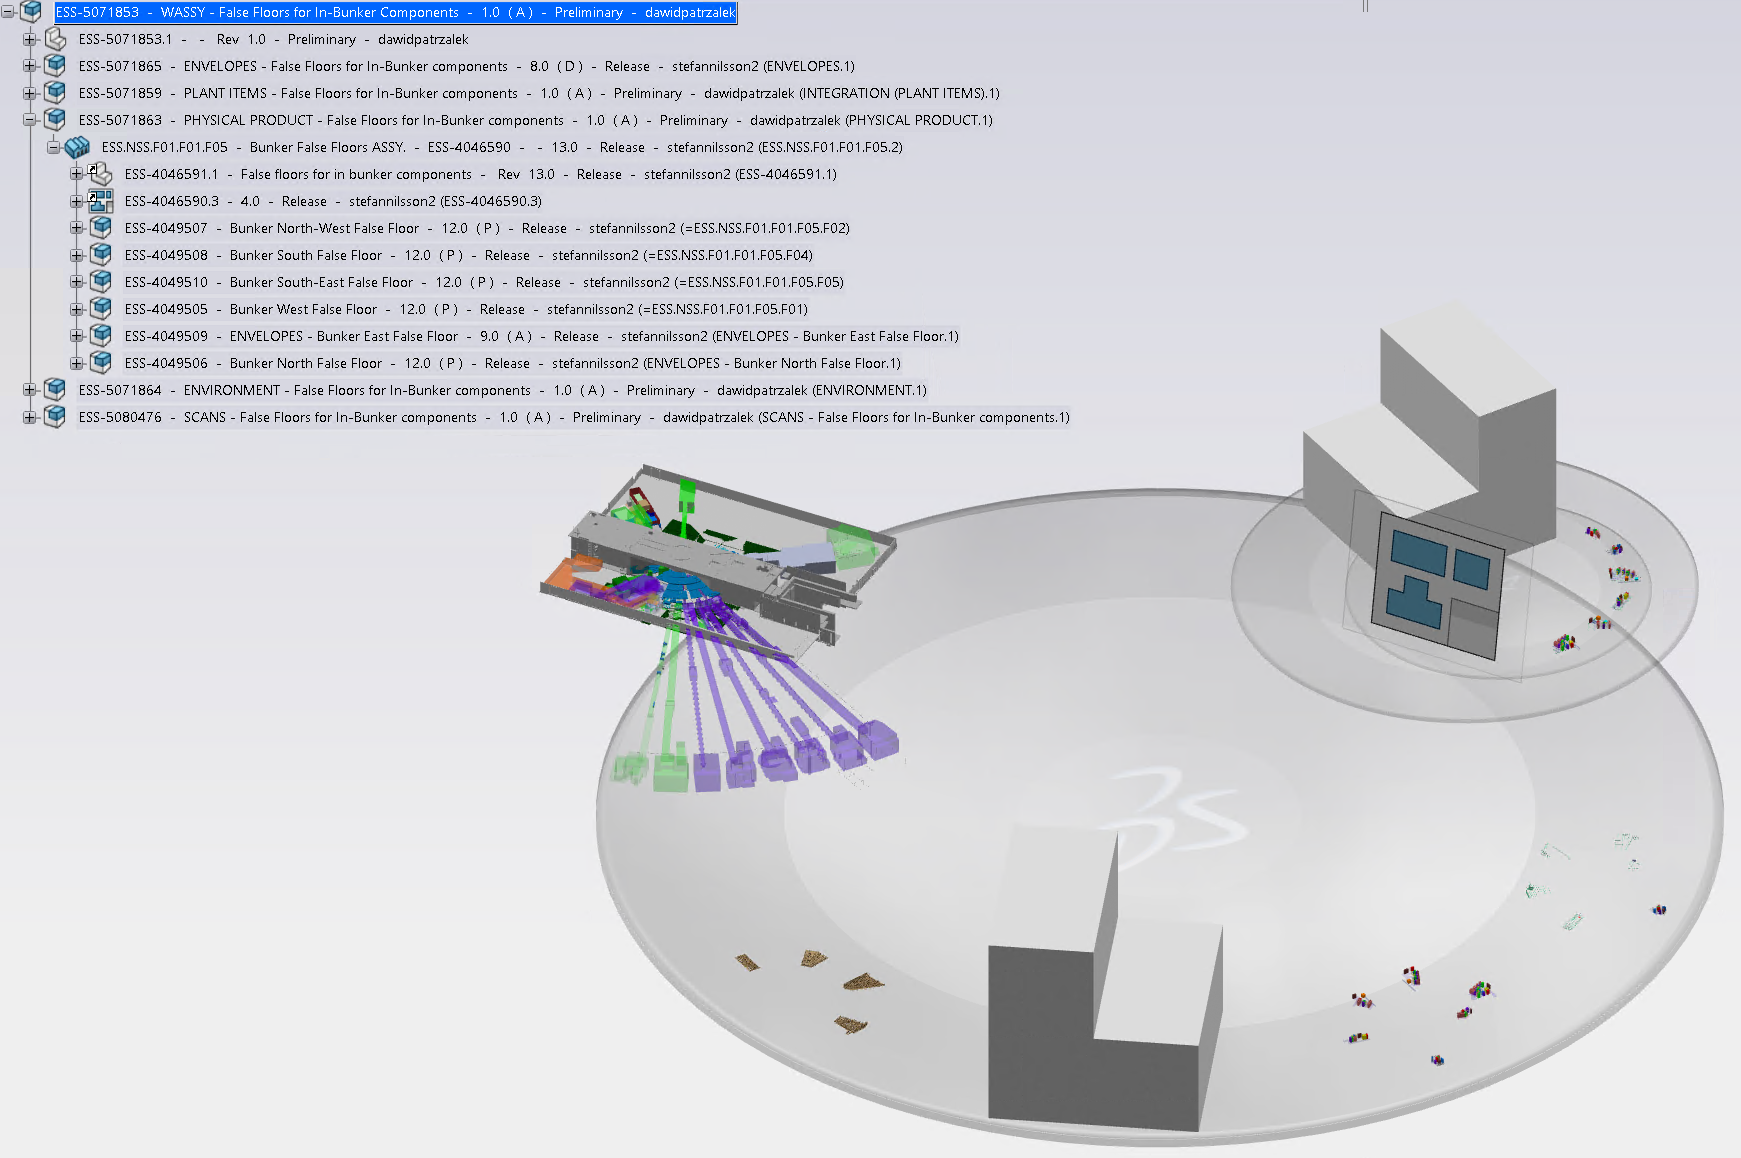 ESS-5071853 - WASSY - False Floors for In-Bunker Components - 1.0 ( A ) - Preliminary - dawidpatrzalek
ESS-5071853.1 - - Rev 1.0 - Preliminary - dawidpatrzalek
ESS-5071865 - ENVELOPES - False Floors for In-Bunker components - 8.0 ( D ) - Release - stefannilsson2 (ENVELOPES.1)
ESS-5071859 - PLANT ITEMS - False Floors for In-Bunker components - 1.0 ( A ) - Preliminary - dawidpatrzalek (INTEGRATION (PLANT ITEMS).1)
ESS-5071863 - PHYSICAL PRODUCT - False Floors for In-Bunker components - 1.0 ( A ) - Preliminary - dawidpatrzalek (PHYSICAL PRODUCT.1)
ESS.NSS.F01.F01.F05 - Bunker False Floors ASSY. - ESS-4046590 - - 13.0 - Release - stefannilsson2 (ESS.NSS.F01.F01.F05.2)
ESS-4046591.1 - False floors for in bunker components - Rev 13.0 - Release - stefannilsson2 (ESS-4046591.1)
ESS-4046590.3 - 4.0 - Release - stefannilsson2 (ESS-4046590.3)
ESS-4049507 - Bunker North-West False Floor - 12.0 ( P ) - Release - stefannilsson2 (=ESS.NSS.F01.F01.F05.F02)
ESS-4049508 - Bunker South False Floor - 12.0 ( P ) - Release - stefannilsson2 (=ESS.NSS.F01.F01.F05.F04)
ESS-4049510 - Bunker South-East False Floor - 12.0 ( P ) - Release - stefannilsson2 (=ESS.NSS.F01.F01.F05.F05)
ESS-4049505 - Bunker West False Floor - 12.0 ( P ) - Release - stefannilsson2 (=ESS.NSS.F01.F01.F05.F01)
ESS-4049509 - ENVELOPES - Bunker East False Floor - 9.0 ( A ) - Release - stefannilsson2 (ENVELOPES - Bunker East False Floor.1)
ESS-4049506 - Bunker North False Floor - 12.0 ( P ) - Release - stefannilsson2 (ENVELOPES - Bunker North False Floor.1)
ESS-5071864 - ENVIRONMENT - False Floors for In-Bunker components - 1.0 ( A ) - Preliminary - dawidpatrzalek (ENVIRONMENT.1)
ESS-5080476 - SCANS - False Floors for In-Bunker components - 1.0 ( A ) - Preliminary - dawidpatrzalek (SCANS - False Floors for In-Bunker components.1)